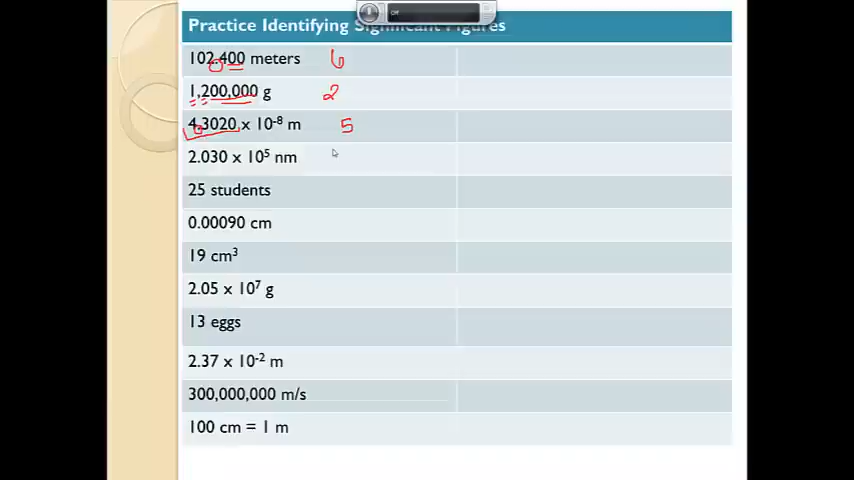 Off
Practice Identifying Significant Figures
102.400 meters 6
1,200,000 g 2
4.3020 x 10⁻⁸ m 5
2.030 x 10⁵ nm
25 students
0.00090 cm
19 cm³
2.05 x 10⁷ g
13 eggs
2.37 x 10⁻² m
300,000,000 m/s
100 cm = 1 m